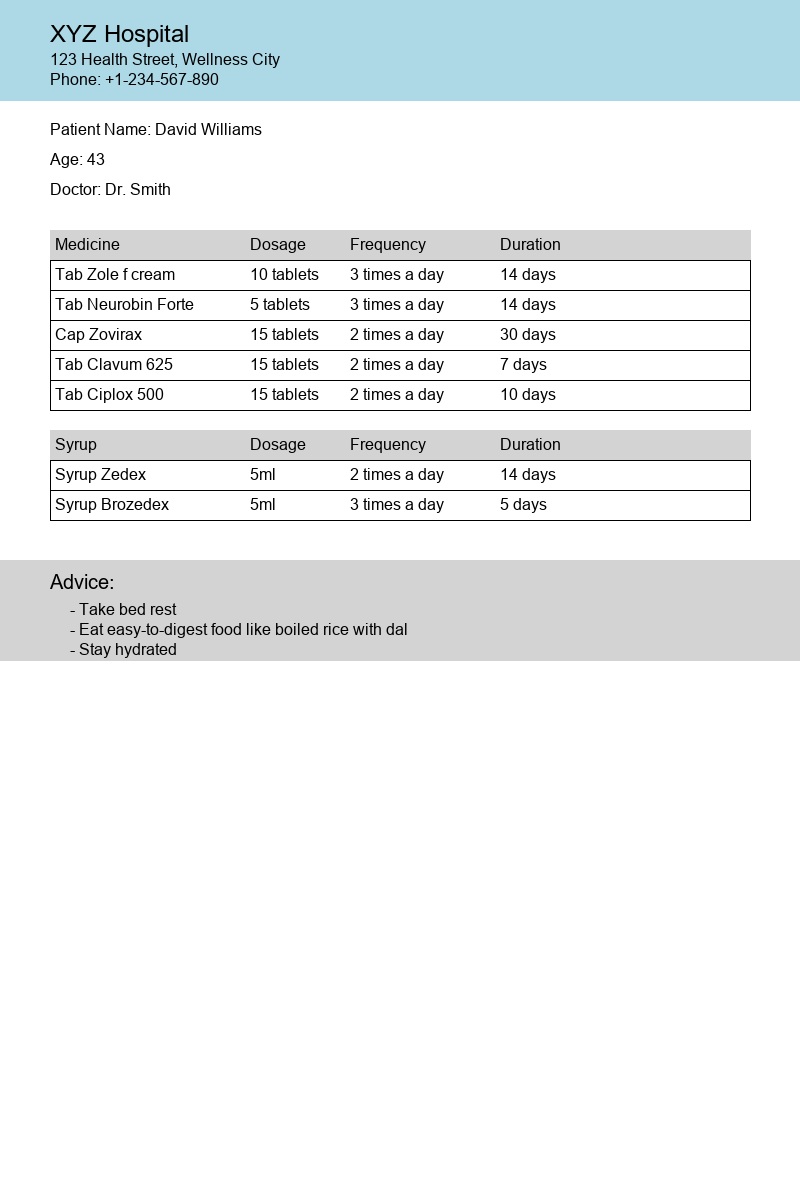 XYZ Hospital
123 Health Street, Wellness City
Phone: +1-234-567-890
Patient Name: David Williams
Age: 43
Doctor: Dr. Smith
Medicine Dosage Frequency Duration
Tab Zole f cream 10 tablets 3 times a day 14 days
Tab Neurobin Forte 5 tablets 3 times a day 14 days
Cap Zovirax 15 tablets 2 times a day 30 days
Tab Clavum 625 15 tablets 2 times a day 7 days
Tab Ciplox 500 15 tablets 2 times a day 10 days
Syrup Dosage Frequency Duration
Syrup Zedex 5ml 2 times a day 14 days
Syrup Brozedex 5ml 3 times a day 5 days
Advice:
- Take bed rest
- Eat easy-to-digest food like boiled rice with dal
- Stay hydrated